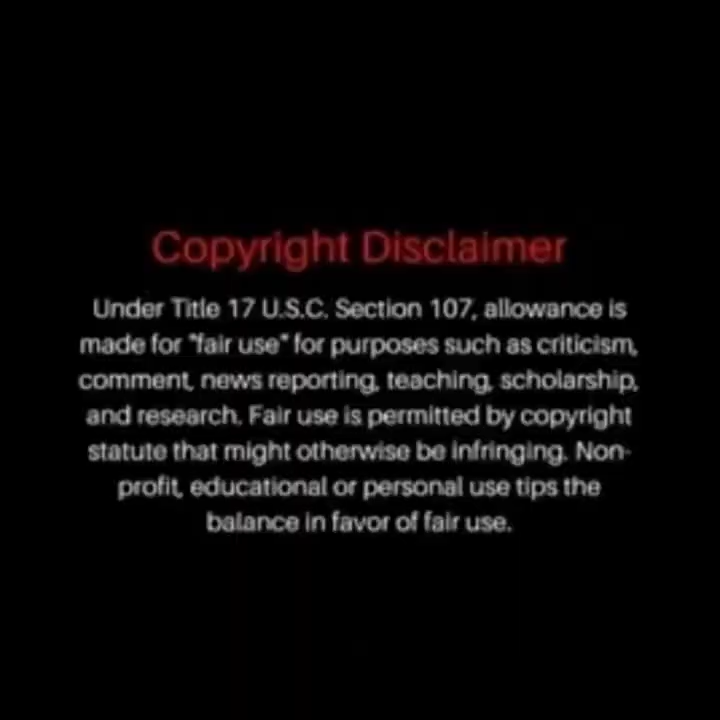 Copyright Disclaimer
Under Title 17 U.S.C. Section 107, allowance is
made for "fair use" for purposes such as criticism,
comment, news reporting, teaching, scholarship,
and research. Fair use is permitted by copyright
statute that might otherwise be infringing. Non-
profit, educational or personal use tips the
balance in favor of fair use.